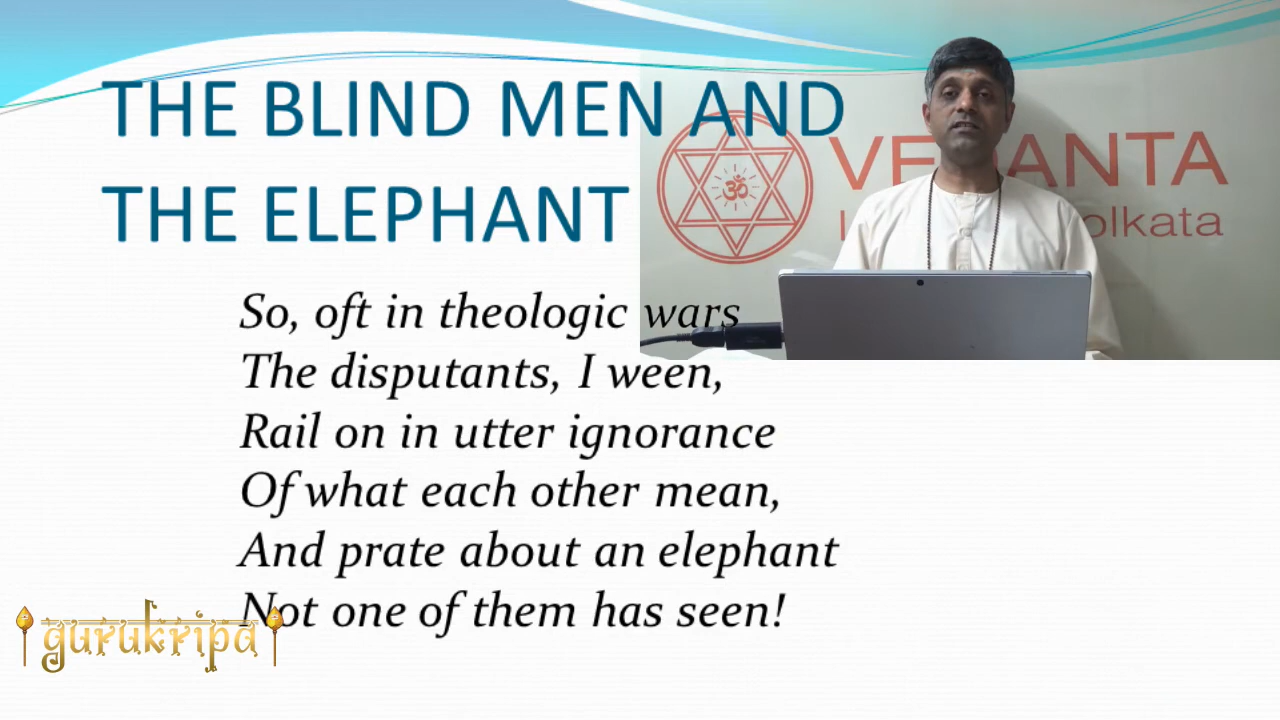 THE BLIND MEN AND
THE ELEPHANT
So, oft in theologic wars
The disputants, I ween,
Rail on in utter ignorance
Of what each other mean,
And prate about an elephant
Not one of them has seen!
VEDANTA
ॐ
gurukripa